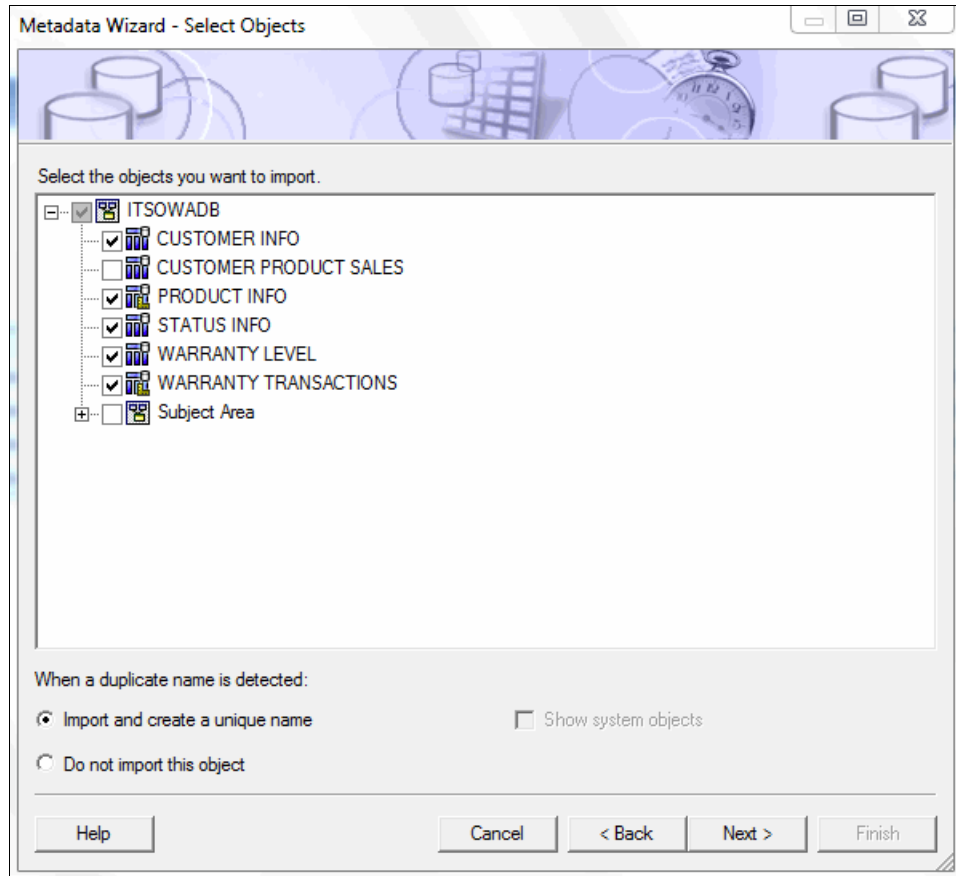 Metadata Wizard - Select Objects
Select the objects you want to import.
ITSOWADB
CUSTOMER INFO
CUSTOMER PRODUCT SALES
PRODUCT INFO
STATUS INFO
WARRANTY LEVEL
WARRANTY TRANSACTIONS
Subject Area
When a duplicate name is detected:
Import and create a unique name Show system objects
Do not import this object
Help Cancel < Back Next > Finish